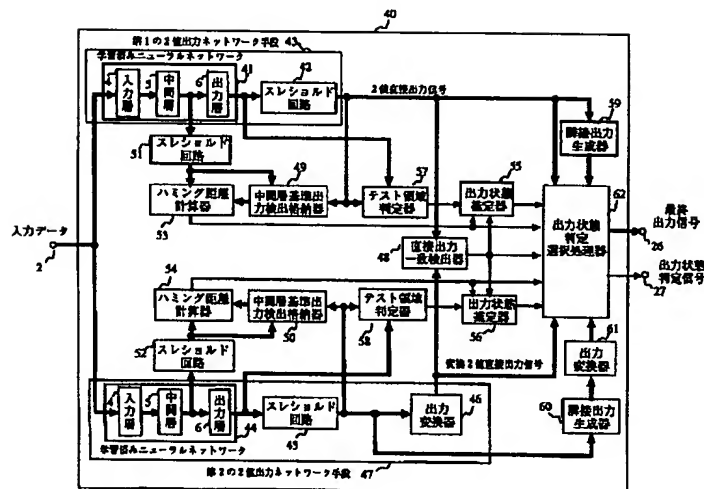 40
第1の2値出力ネットワーク手段 43
学習済みニューラルネットワーク
4 入力層
5 中間層
6 出力層
41
42
スレショルド回路
2値直接出力信号
59
隣接出力生成器
51
スレショルド回路
49
中間層基準出力検出格納器
57
テスト領域判定器
55
出力状態推定器
62
ハミング距離計算器
53
入力データ
2
48
直接出力一致検出器
出力状態判定選択処理器
最終出力信号
26
出力状態判定信号
27
54
ハミング距離計算器
中間層基準出力検出格納器
50
テスト領域判定器
58
出力状態推定器
56
52
スレショルド回路
変換2値直接出力信号
61
出力変換器
4 入力層
5 中間層
出力層
6
44
スレショルド回路
45
出力変換器
46
60
隣接出力生成器
学習済みニューラルネットワーク
第2の2値出力ネットワーク手段
47